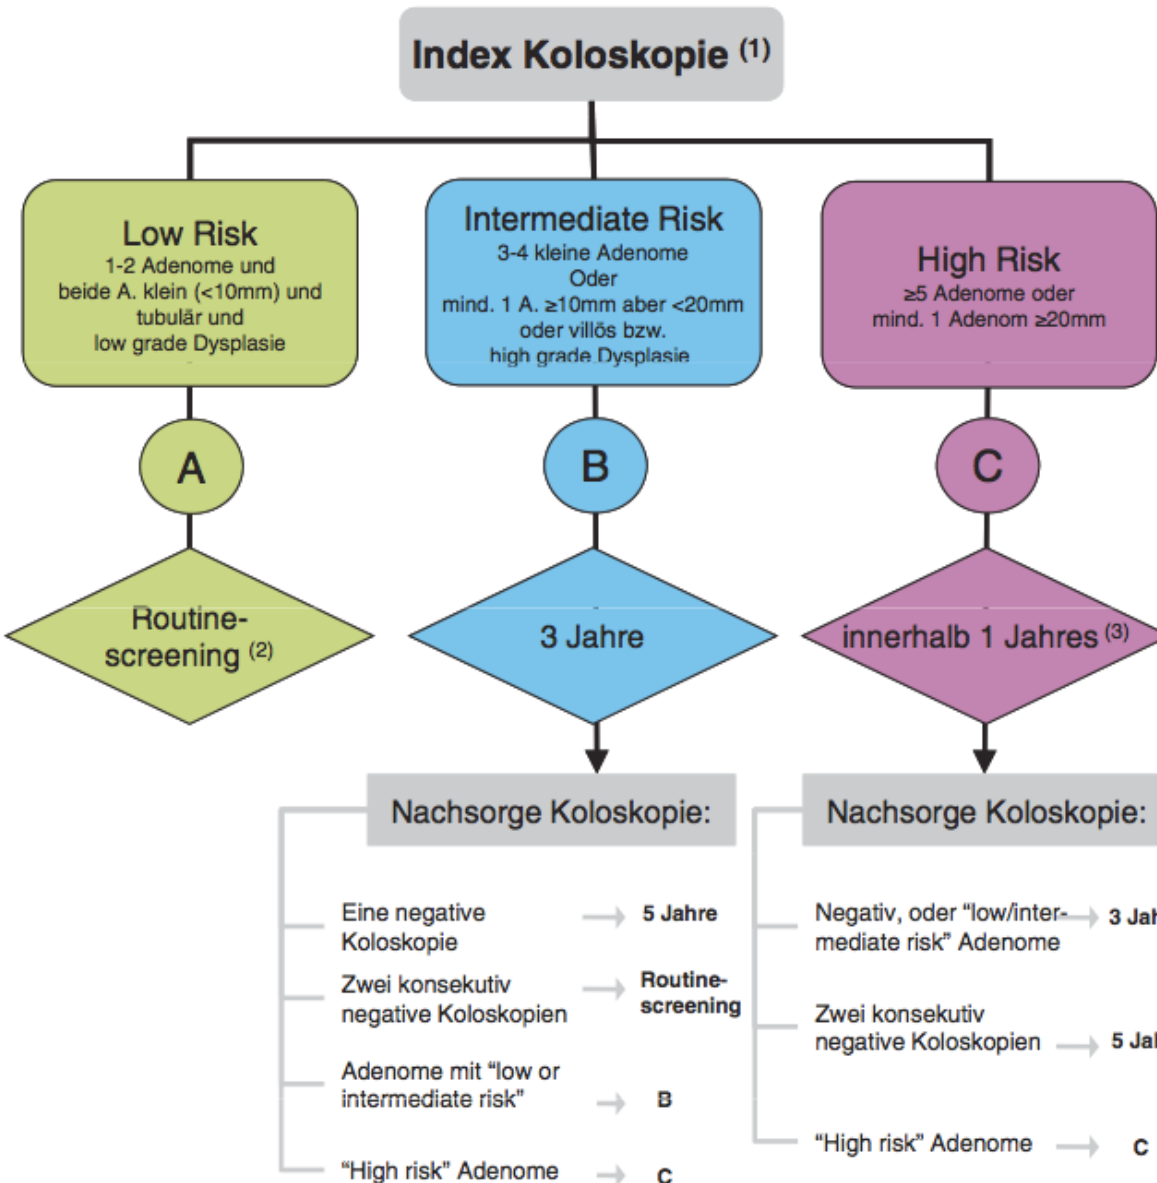 Index Koloskopie (1)
Low Risk
1-2 Adenome und
beide A. klein (<10mm) und
tubulär und
low grade Dysplasie
Intermediate Risk
3-4 kleine Adenome
Oder
mind. 1 A. ≥10mm aber <20mm
oder villös bzw.
high grade Dysplasie
High Risk
≥5 Adenome oder
mind. 1 Adenom ≥20mm
A
B
C
Routine-
screening (2)
3 Jahre
innerhalb 1 Jahres (3)
Nachsorge Koloskopie:
Eine negative
Koloskopie
5 Jahre
Zwei konsekutiv
negative Koloskopien
Routine-
screening
Adenome mit “low or
intermediate risk”
B
“High risk” Adenome
C
Nachsorge Koloskopie:
Negativ, oder “low/inter-
mediate risk” Adenome
3
Zwei konsekutiv
negative Koloskopien
5
“High risk” Adenome
C